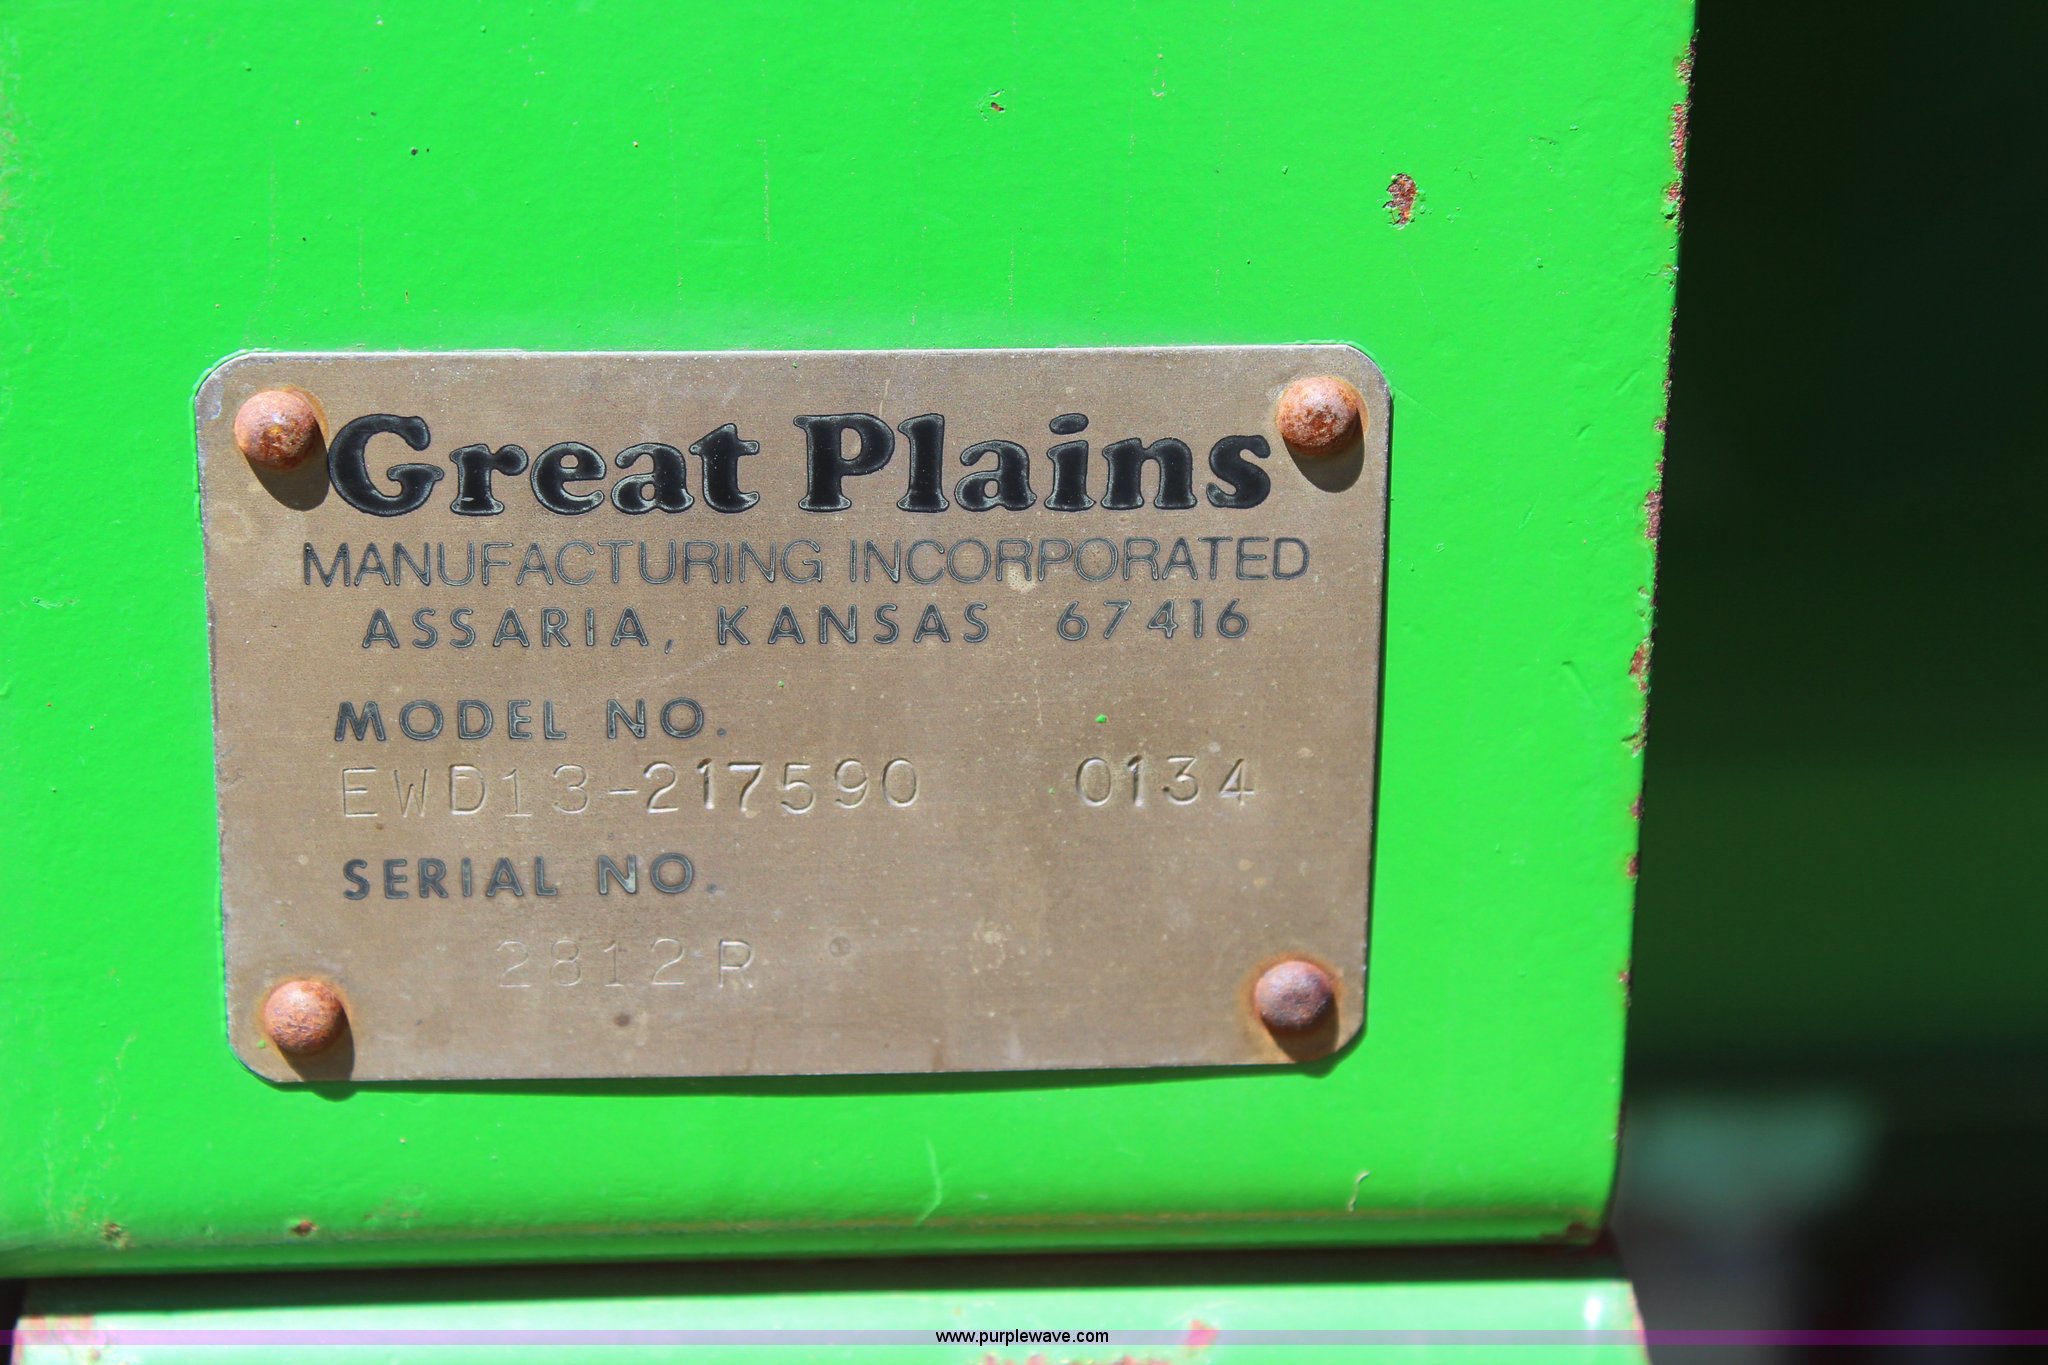 Great Plains
MANUFACTURING INCORPORATED
ASSARIA, KANSAS 67416
MODEL NO.
EWD13-217590 0134
SERIAL NO.
2812R
www.purplewave.com